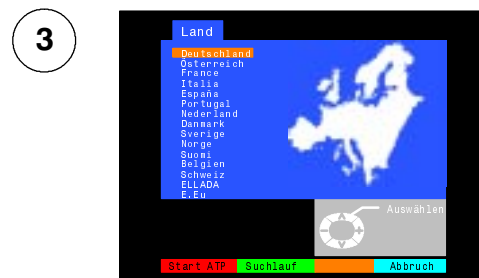 3
Land
Deutschland
Österreich
France
Italia
España
Portugal
Nederland
Danmark
Sverige
Norge
Suomi
Belgien
Schweiz
ELLADA
E.Eu
Auswählen
Start ATP Suchlauf Abbruch